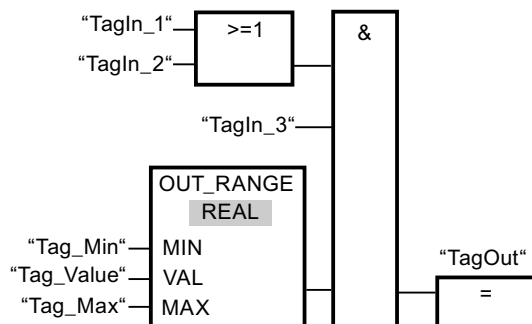 “TagIn_1“
>=1
&
“TagIn_2“
“TagIn_3“
OUT_RANGE
REAL
“Tag_Min“ MIN
“Tag_Value“ VAL
“Tag_Max“ MAX
“TagOut“
=